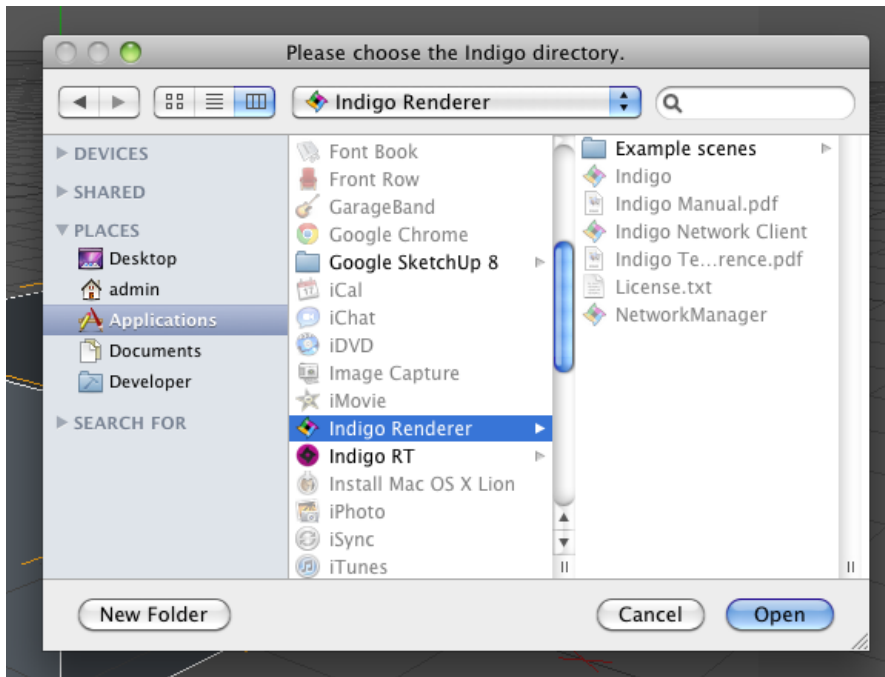 Please choose the Indigo directory.
Indigo Renderer
DEVICES
SHARED
PLACES
Desktop
admin
Applications
Documents
Developer
SEARCH FOR
Font Book
Front Row
GarageBand
Google Chrome
Google SketchUp 8
iCal
iChat
iDVD
Image Capture
iMovie
Indigo Renderer
Indigo RT
Install Mac OS X Lion
iPhoto
iSync
iTunes
Example scenes
Indigo
Indigo Manual.pdf
Indigo Network Client
Indigo Te...rence.pdf
License.txt
NetworkManager
New Folder
Cancel
Open